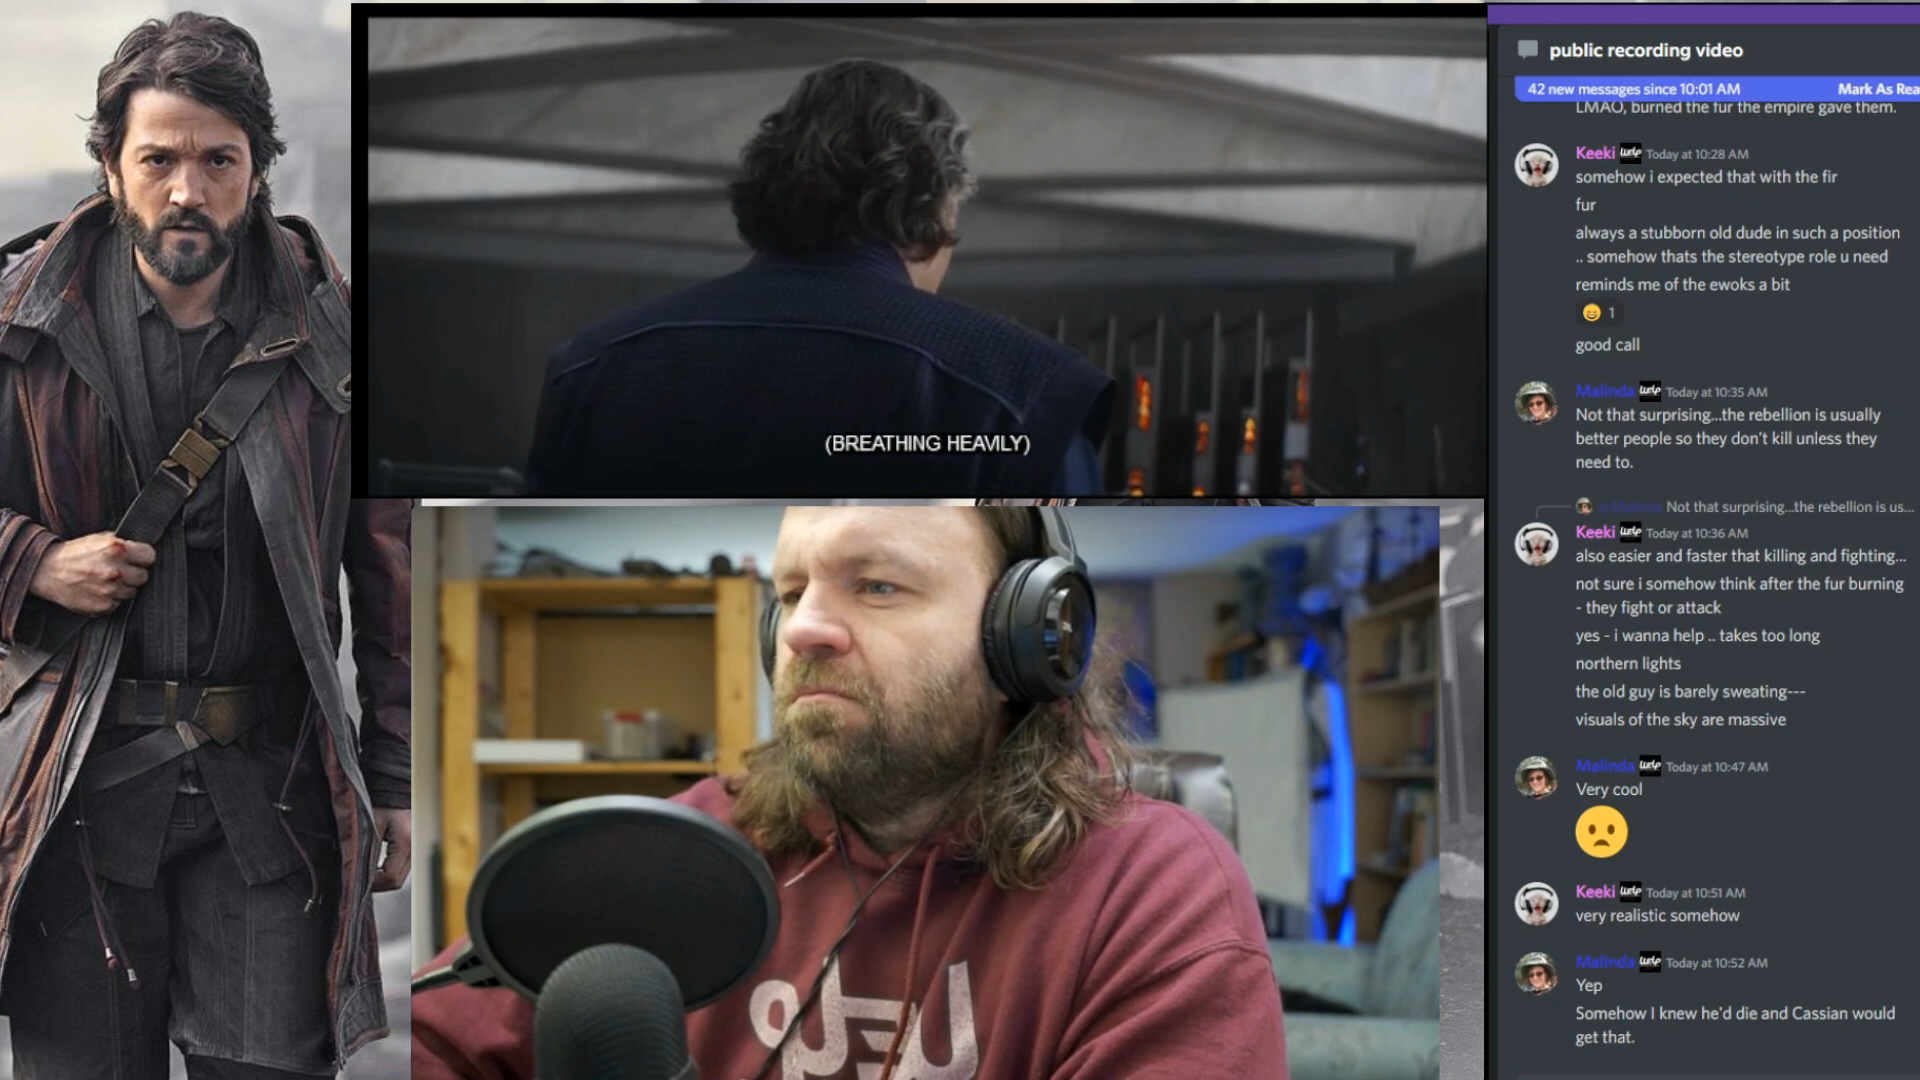 (BREATHING HEAVILY)
public recording video
42 new messages since 10:01 AM
Mark As Rea
LMAO, burned the fur the empire gave them.
Keeki welp Today at 10:28 AM
somehow i expected that with the fir
fur
always a stubborn old dude in such a position
.. somehow thats the stereotype role u need
reminds me of the ewoks a bit
1
good call
Malinda welp Today at 10:35 AM
Not that surprising...the rebellion is usually
better people so they don't kill unless they
need to.
Not that surprising...the rebellion is us...
Keeki welp Today at 10:36 AM
also easier and faster that killing and fighting...
not sure i somehow think after the fur burning
- they fight or attack
yes - i wanna help .. takes too long
northern lights
the old guy is barely sweating---
visuals of the sky are massive
Malinda welp Today at 10:47 AM
Very cool
Keeki welp Today at 10:51 AM
very realistic somehow
Malinda welp Today at 10:52 AM
Yep
Somehow I knew he'd die and Cassian would
get that.